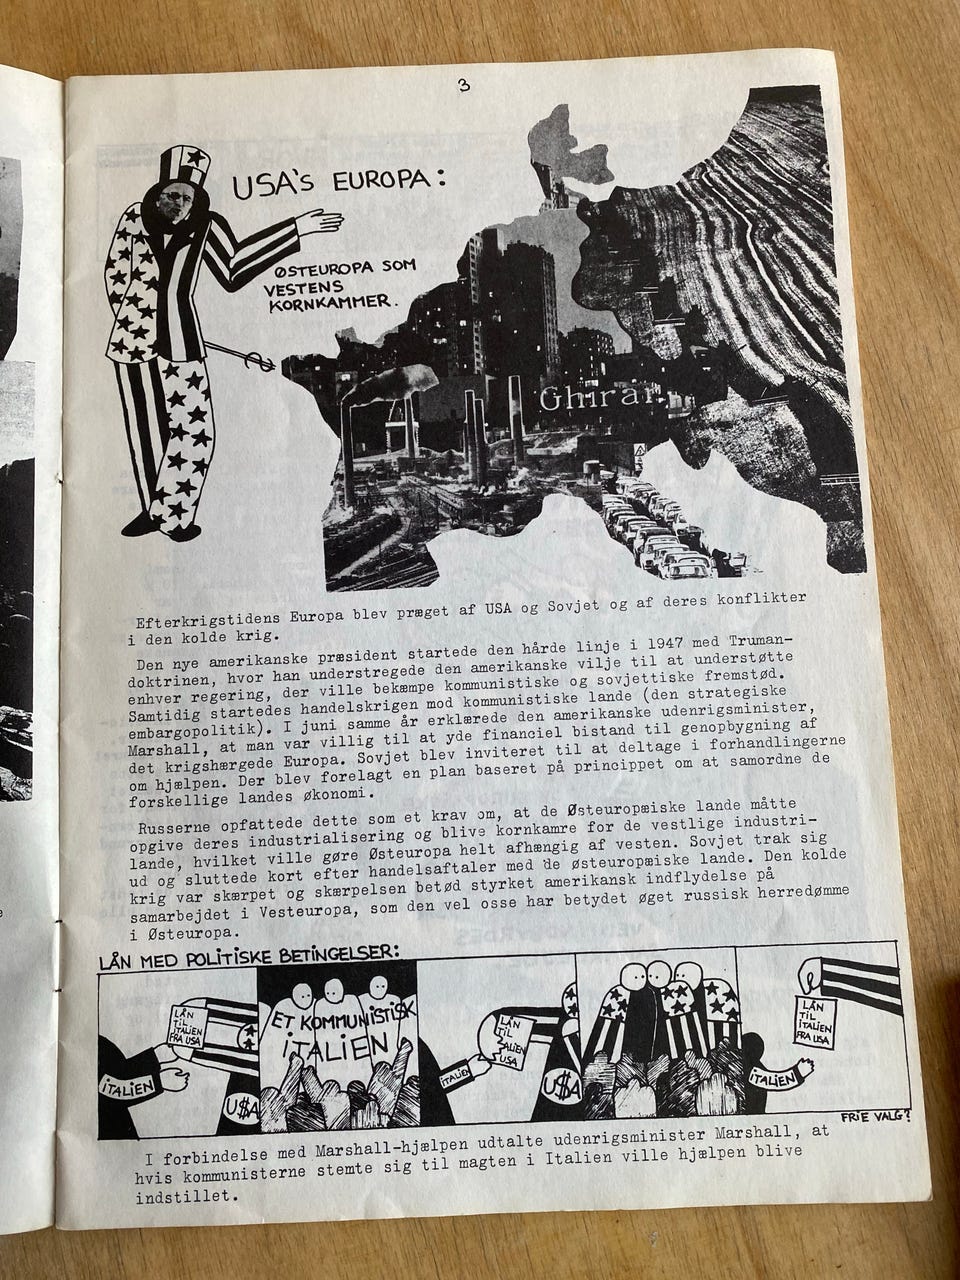 3
USA'S EUROPA:
ØSTEUROPA SOM
VESTENS
KORNKAMMER.
Ghirar
Efterkrigstidens Europa blev præget af USA og Sovjet og af deres konflikter
i den kolde krig.
Den nye amerikanske præsident startede den hårde linje i 1947 med Truman-
doktrinen, hvor han understregede den amerikanske vilje til at understøtte
enhver regering, der ville bekæmpe kommunistiske og sovjettiske fremstød.
Samtidig startedes handelskrigen mod kommunistiske lande (den strategiske
embargopolitik). I juni samme år erklærede den amerikanske udenrigsminister,
Marshall, at man var villig til at yde financiel bistand til genopbygning af
det krigshærgede Europa. Sovjet blev inviteret til at deltage i forhandlingerne
om hjælpen. Der blev forelagt en plan baseret på princippet om at samordne de
forskellige landes økonomi.
Russerne opfattede dette som et krav om, at de Østeuropæiske lande måtte
opgive deres industrialisering og blive kornkamre for de vestlige industri-
lande, hvilket ville gøre Østeuropa helt afhængig af vesten. Sovjet trak sig
ud og sluttede kort efter handelsaftaler med de østeuropæiske lande. Den kolde
krig var skærpet og skærpelsen betød styrket amerikansk indflydelse på
samarbejdet i Vesteuropa, som den vel osse har betydet øget russisk herredømme
i Østeuropa.
LÅN MED POLITISKE BETINGELSER:
LÅN
TIL
ITALIEN
FRA USA
ITALIEN
U$A
ET KOMMUNISTISK
ITALIEN
LÅN
TIL
ITALIEN
USA
ITALIEN
U$A
LÅN
TIL
ITALIEN
FRA USA
ITALIEN
FRIE VALG?
I forbindelse med Marshall-hjælpen udtalte udenrigsminister Marshall, at
hvis kommunisterne stemte sig til magten i Italien ville hjælpen blive
indstillet.